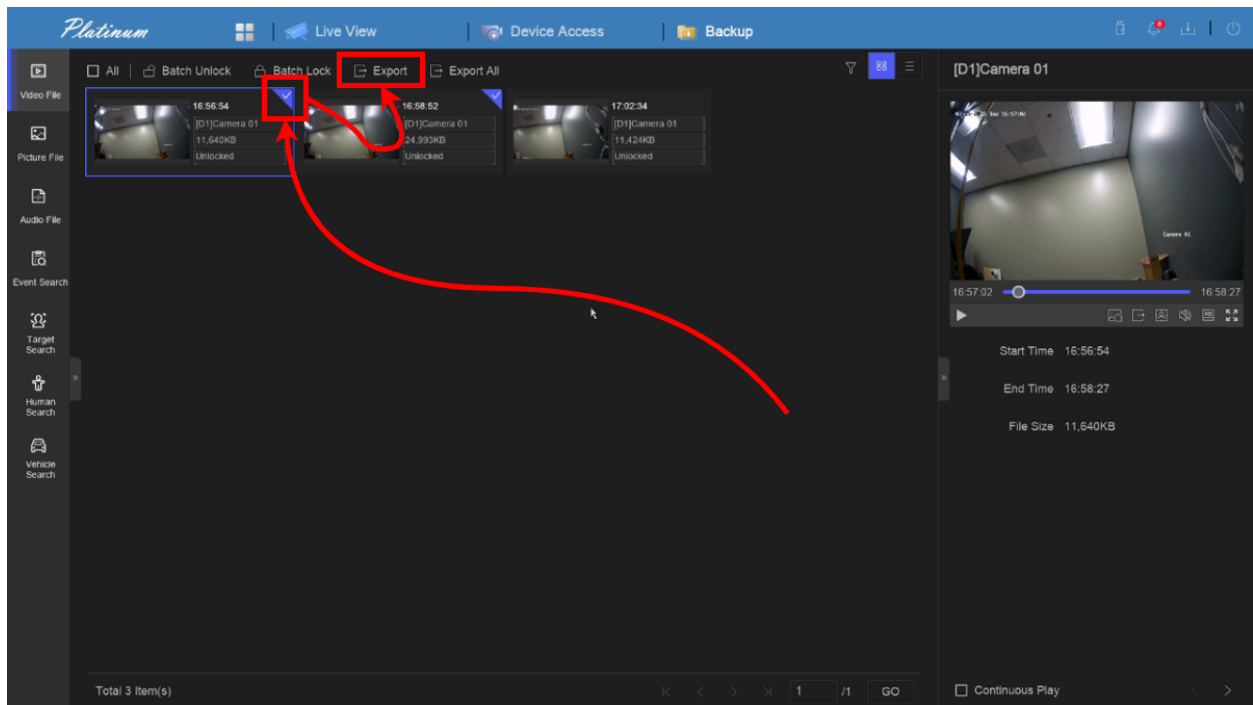 Platinum
Live View
Device Access
Backup
Video File
Picture File
Audio File
Event Search
Target
Search
Human
Search
Vehicle
Search
All
Batch Unlock
Batch Lock
Export
Export All
16:56:54
[D1]Camera 01
11,640KB
Unlocked
16:58:52
[D1]Camera 01
24,993KB
Unlocked
17:02:34
[D1]Camera 01
11,424KB
Unlocked
Total 3 Item(s)
1 /1 GO
[D1]Camera 01
Camera 01
16:57:02 16:58:27
Start Time 16:56:54
End Time 16:58:27
File Size 11,640KB
Continuous Play